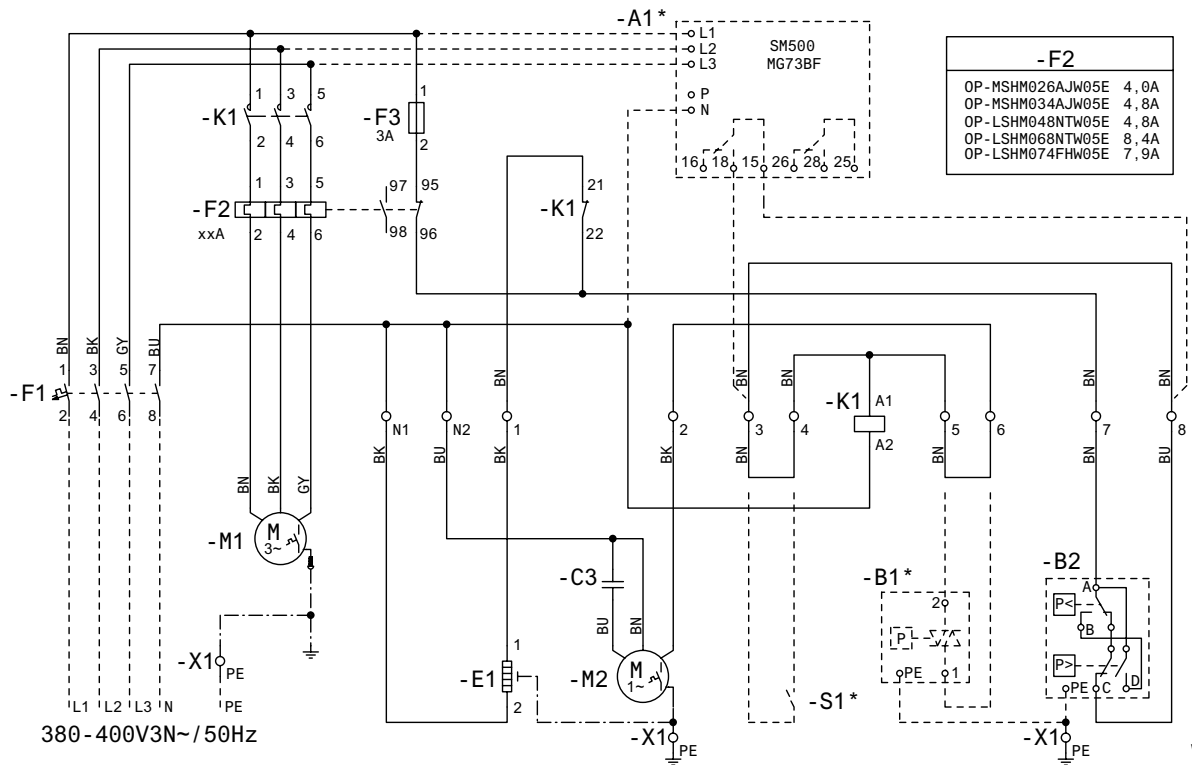 -A1*
L1
L2
L3
P
N
SM500
MG73BF
16 18 15 26 28 25
-F2
OP-MSHM026AJW05E 4,0A
OP-MSHM034AJW05E 4,8A
OP-LSHM048NTW05E 4,8A
OP-LSHM068NTW05E 8,4A
OP-LSHM074FHW05E 7,9A
-K1
1 3 5
2 4 6
-F3
3A
1
2
-F2
xxA
1 3 5
2 4 6
97 95
98 96
-K1
21
22
BN BK GY BU
-F1
1 3 5 7
2 4 6 8
BN BN BN BN BN BN
N1 N2 1 2 3 4 5 6 7 8
-K1
A1
A2
BK BU BK BK BN BN BN BN BN BU
BN BK GY
-M1
M
3~
-X1
PE
L1 L2 L3 N PE
380-400V3N~/50Hz
-C3
BU BN
-E1
1
2
-M2
M
1~
-X1
PE
-S1*
-B1*
2
P
PE
1
-B2
A
P<
B
P>
PE C D
-X1
PE